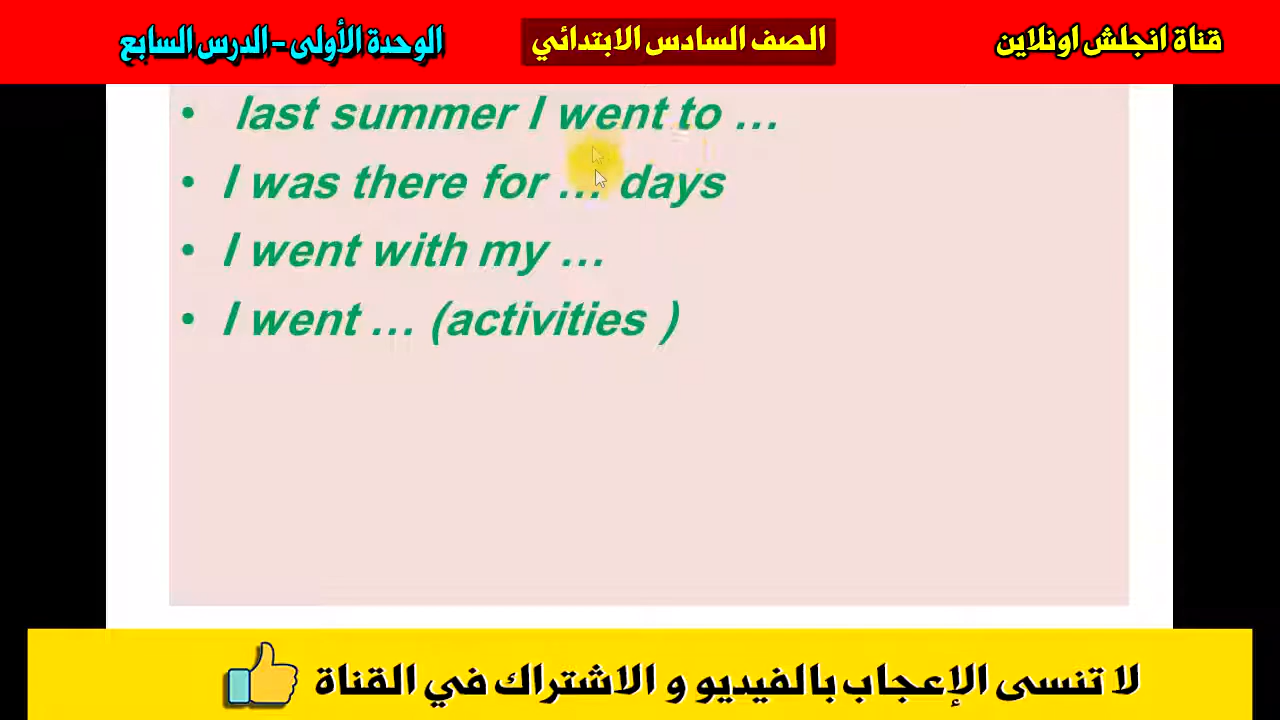 قناة انجلش اونلاين
الصف السادس الابتدائي
الوحدة الأولى - الدرس السابع
• last summer I went to ...
• I was there for ... days
• I went with my ...
• I went ... (activities )
لا تنسى الإعجاب بالفيديو و الاشتراك في القناة